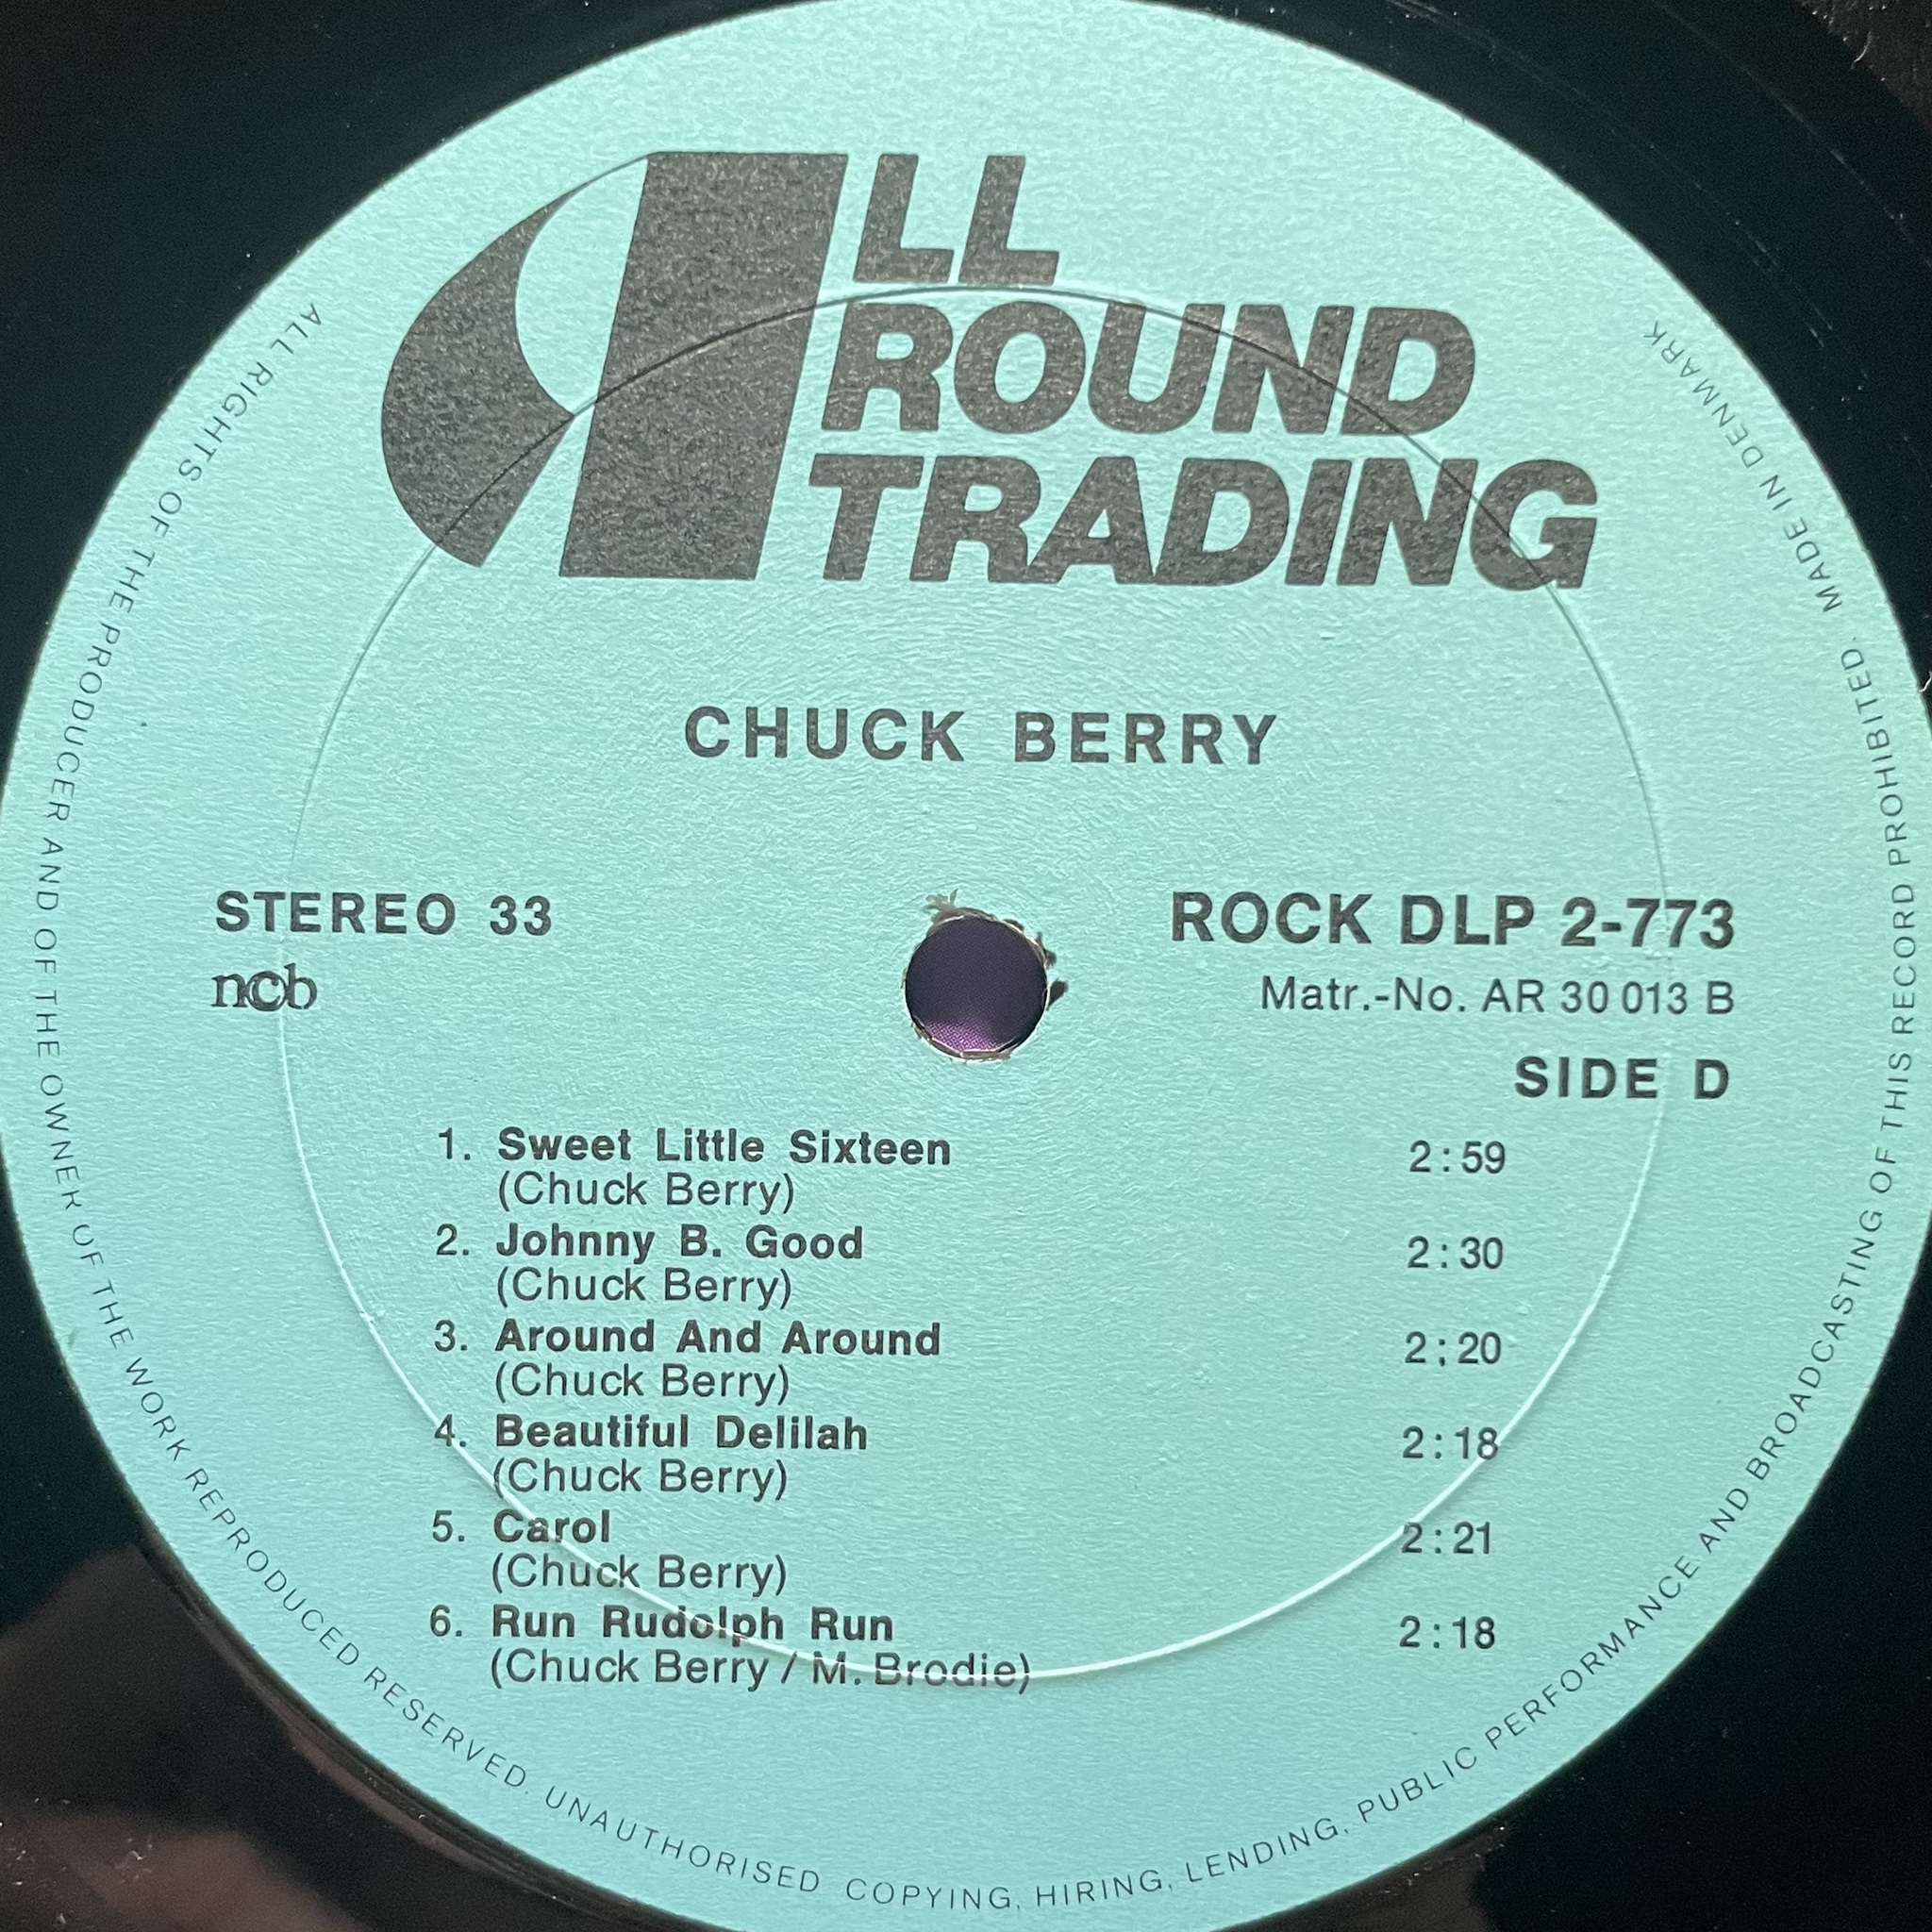 ALL
ROUND
TRADING
CHUCK BERRY
STEREO 33
ncb
ROCK DLP 2-773
Matr.-No. AR 30 013 B
SIDE D
1. Sweet Little Sixteen 2:59
(Chuck Berry)
2. Johnny B. Good 2:30
(Chuck Berry)
3. Around And Around 2;20
(Chuck Berry)
4. Beautiful Delilah 2:18
(Chuck Berry)
5. Carol 2:21
(Chuck Berry)
6. Run Rudolph Run 2:18
(Chuck Berry / M. Brodie)
ALL RIGHTS OF THE PRODUCER AND OF THE OWNER OF THE WORK REPRODUCED RESERVED. UNAUTHORISED COPYING, HIRING, LENDING, PUBLIC PERFORMANCE AND BROADCASTING OF THIS RECORD PROHIBITED. MADE IN DENMARK